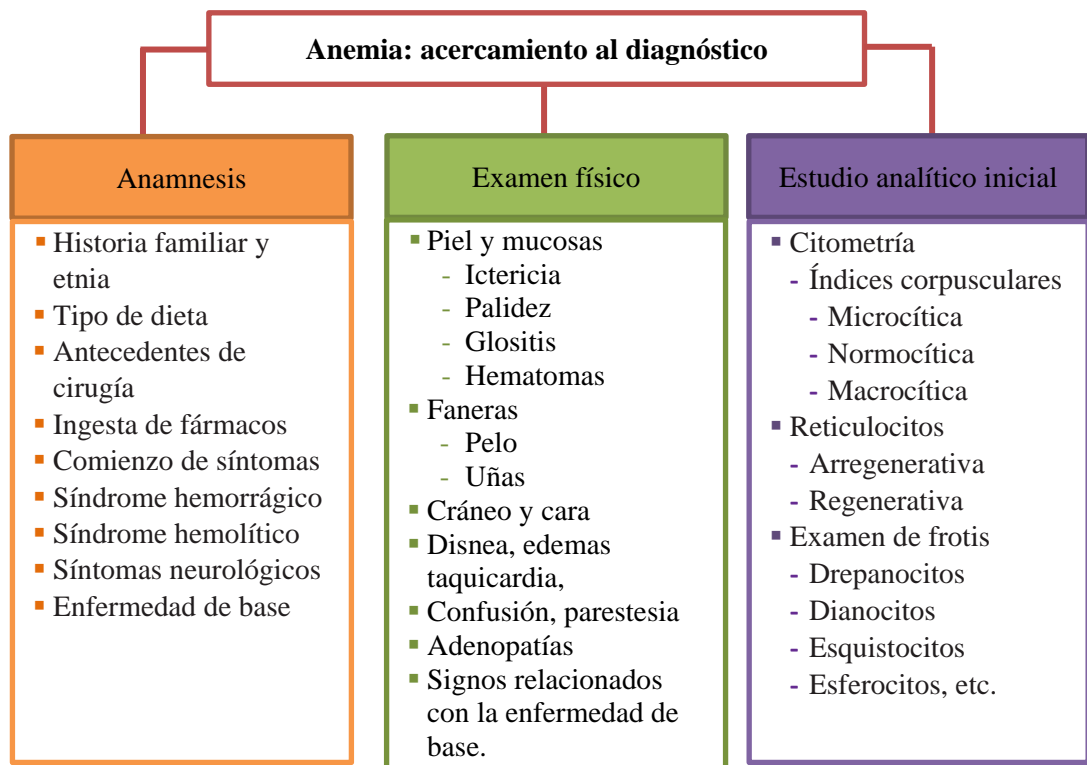 Anemia: acercamiento al diagnóstico
Anamnesis
▪ Historia familiar y
etnia
▪ Tipo de dieta
▪ Antecedentes de
cirugía
▪ Ingesta de fármacos
▪ Comienzo de síntomas
▪ Síndrome hemorrágico
▪ Síndrome hemolítico
▪ Síntomas neurológicos
▪ Enfermedad de base
Examen físico
▪ Piel y mucosas
- Ictericia
- Palidez
- Glositis
- Hematomas
▪ Faneras
- Pelo
- Uñas
▪ Cráneo y cara
▪ Disnea, edemas
taquicardia,
▪ Confusión, parestesia
▪ Adenopatías
▪ Signos relacionados
con la enfermedad de
base.
Estudio analítico inicial
▪ Citometría
- Índices corpusculares
- Microcítica
- Normocítica
- Macrocítica
▪ Reticulocitos
- Arregenerativa
- Regenerativa
▪ Examen de frotis
- Drepanocitos
- Dianocitos
- Esquistocitos
- Esferocitos, etc.